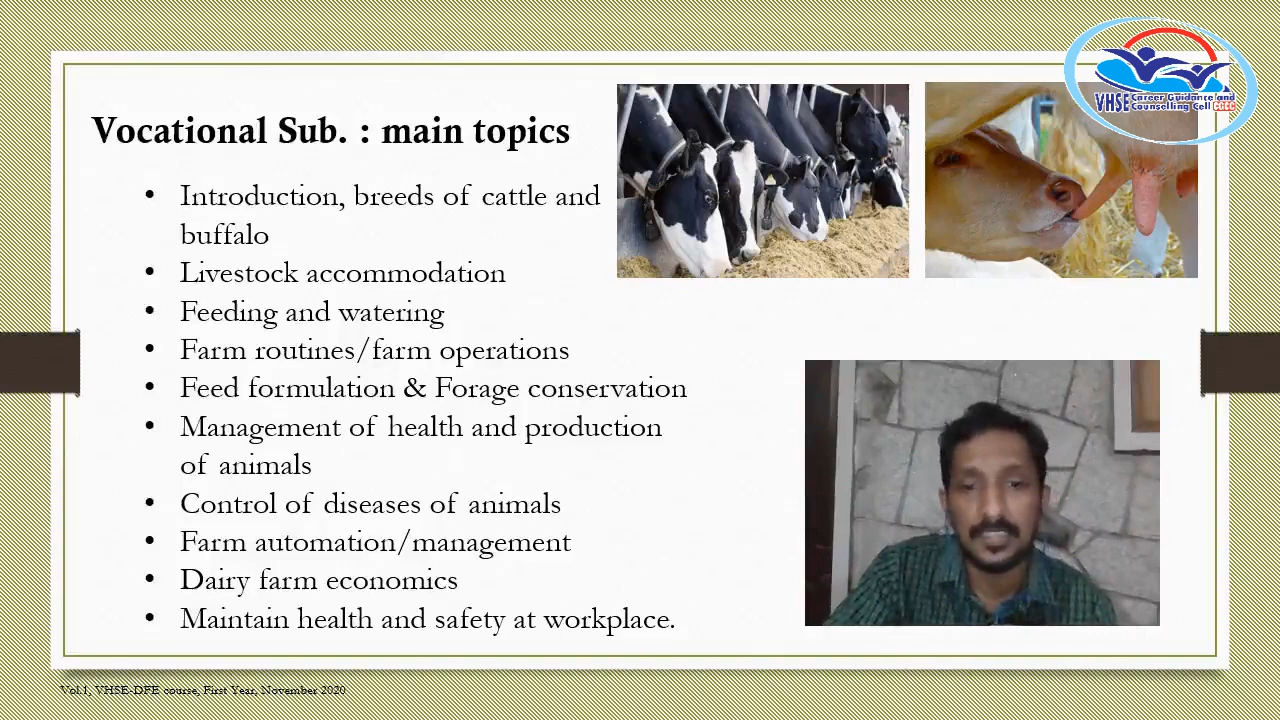 Vocational Sub. : main topics
• Introduction, breeds of cattle and
buffalo
• Livestock accommodation
• Feeding and watering
• Farm routines/farm operations
• Feed formulation & Forage conservation
• Management of health and production
of animals
• Control of diseases of animals
• Farm automation/management
• Dairy farm economics
• Maintain health and safety at workplace.
VHSE Career Guidance and
Counselling Cell CGCC
Vol.1, VHSE-DFE course, First Year, November 2020